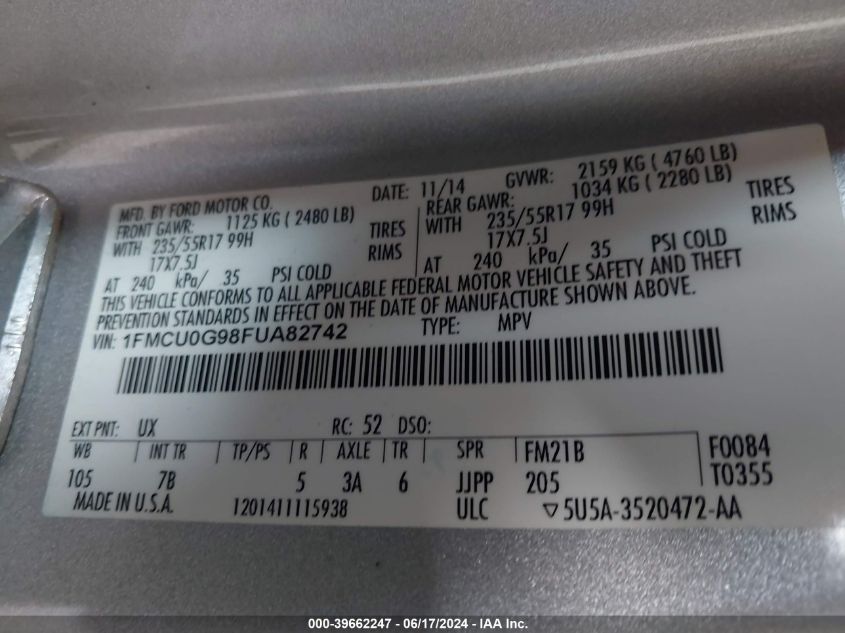 MFD. BY FORD MOTOR CO. DATE: 11/14 GVWR: 2159 KG ( 4760 LB)
FRONT GAWR: 1125 KG ( 2480 LB) REAR GAWR: 1034 KG ( 2280 LB)
WITH 235/55R17 99H TIRES WITH 235/55R17 99H TIRES
17X7.5J RIMS 17X7.5J RIMS
AT 240 kPa/ 35 PSI COLD AT 240 kPa/ 35 PSI COLD
THIS VEHICLE CONFORMS TO ALL APPLICABLE FEDERAL MOTOR VEHICLE SAFETY AND THEFT
PREVENTION STANDARDS IN EFFECT ON THE DATE OF MANUFACTURE SHOWN ABOVE.
VIN: 1FMCU0G98FUA82742 TYPE: MPV
EXT PNT: UX RC: 52 DSO:
WB INT TR TP/PS R AXLE TR SPR FM21B F0084
105 7B 5 3A 6 JJPP 205 T0355
MADE IN U.S.A. 1201411115938 ULC ▽5U5A-3520472-AA
000-39662247 - 06/17/2024 - IAA Inc.